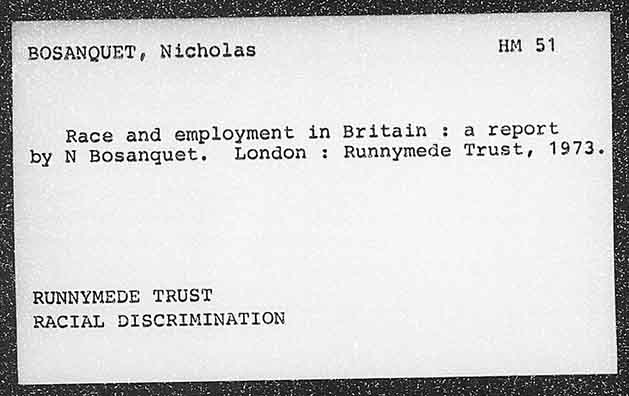 BOSANQUET, Nicholas HM 51
Race and employment in Britain : a report
by N Bosanquet. London : Runnymede Trust, 1973.
RUNNYMEDE TRUST
RACIAL DISCRIMINATION